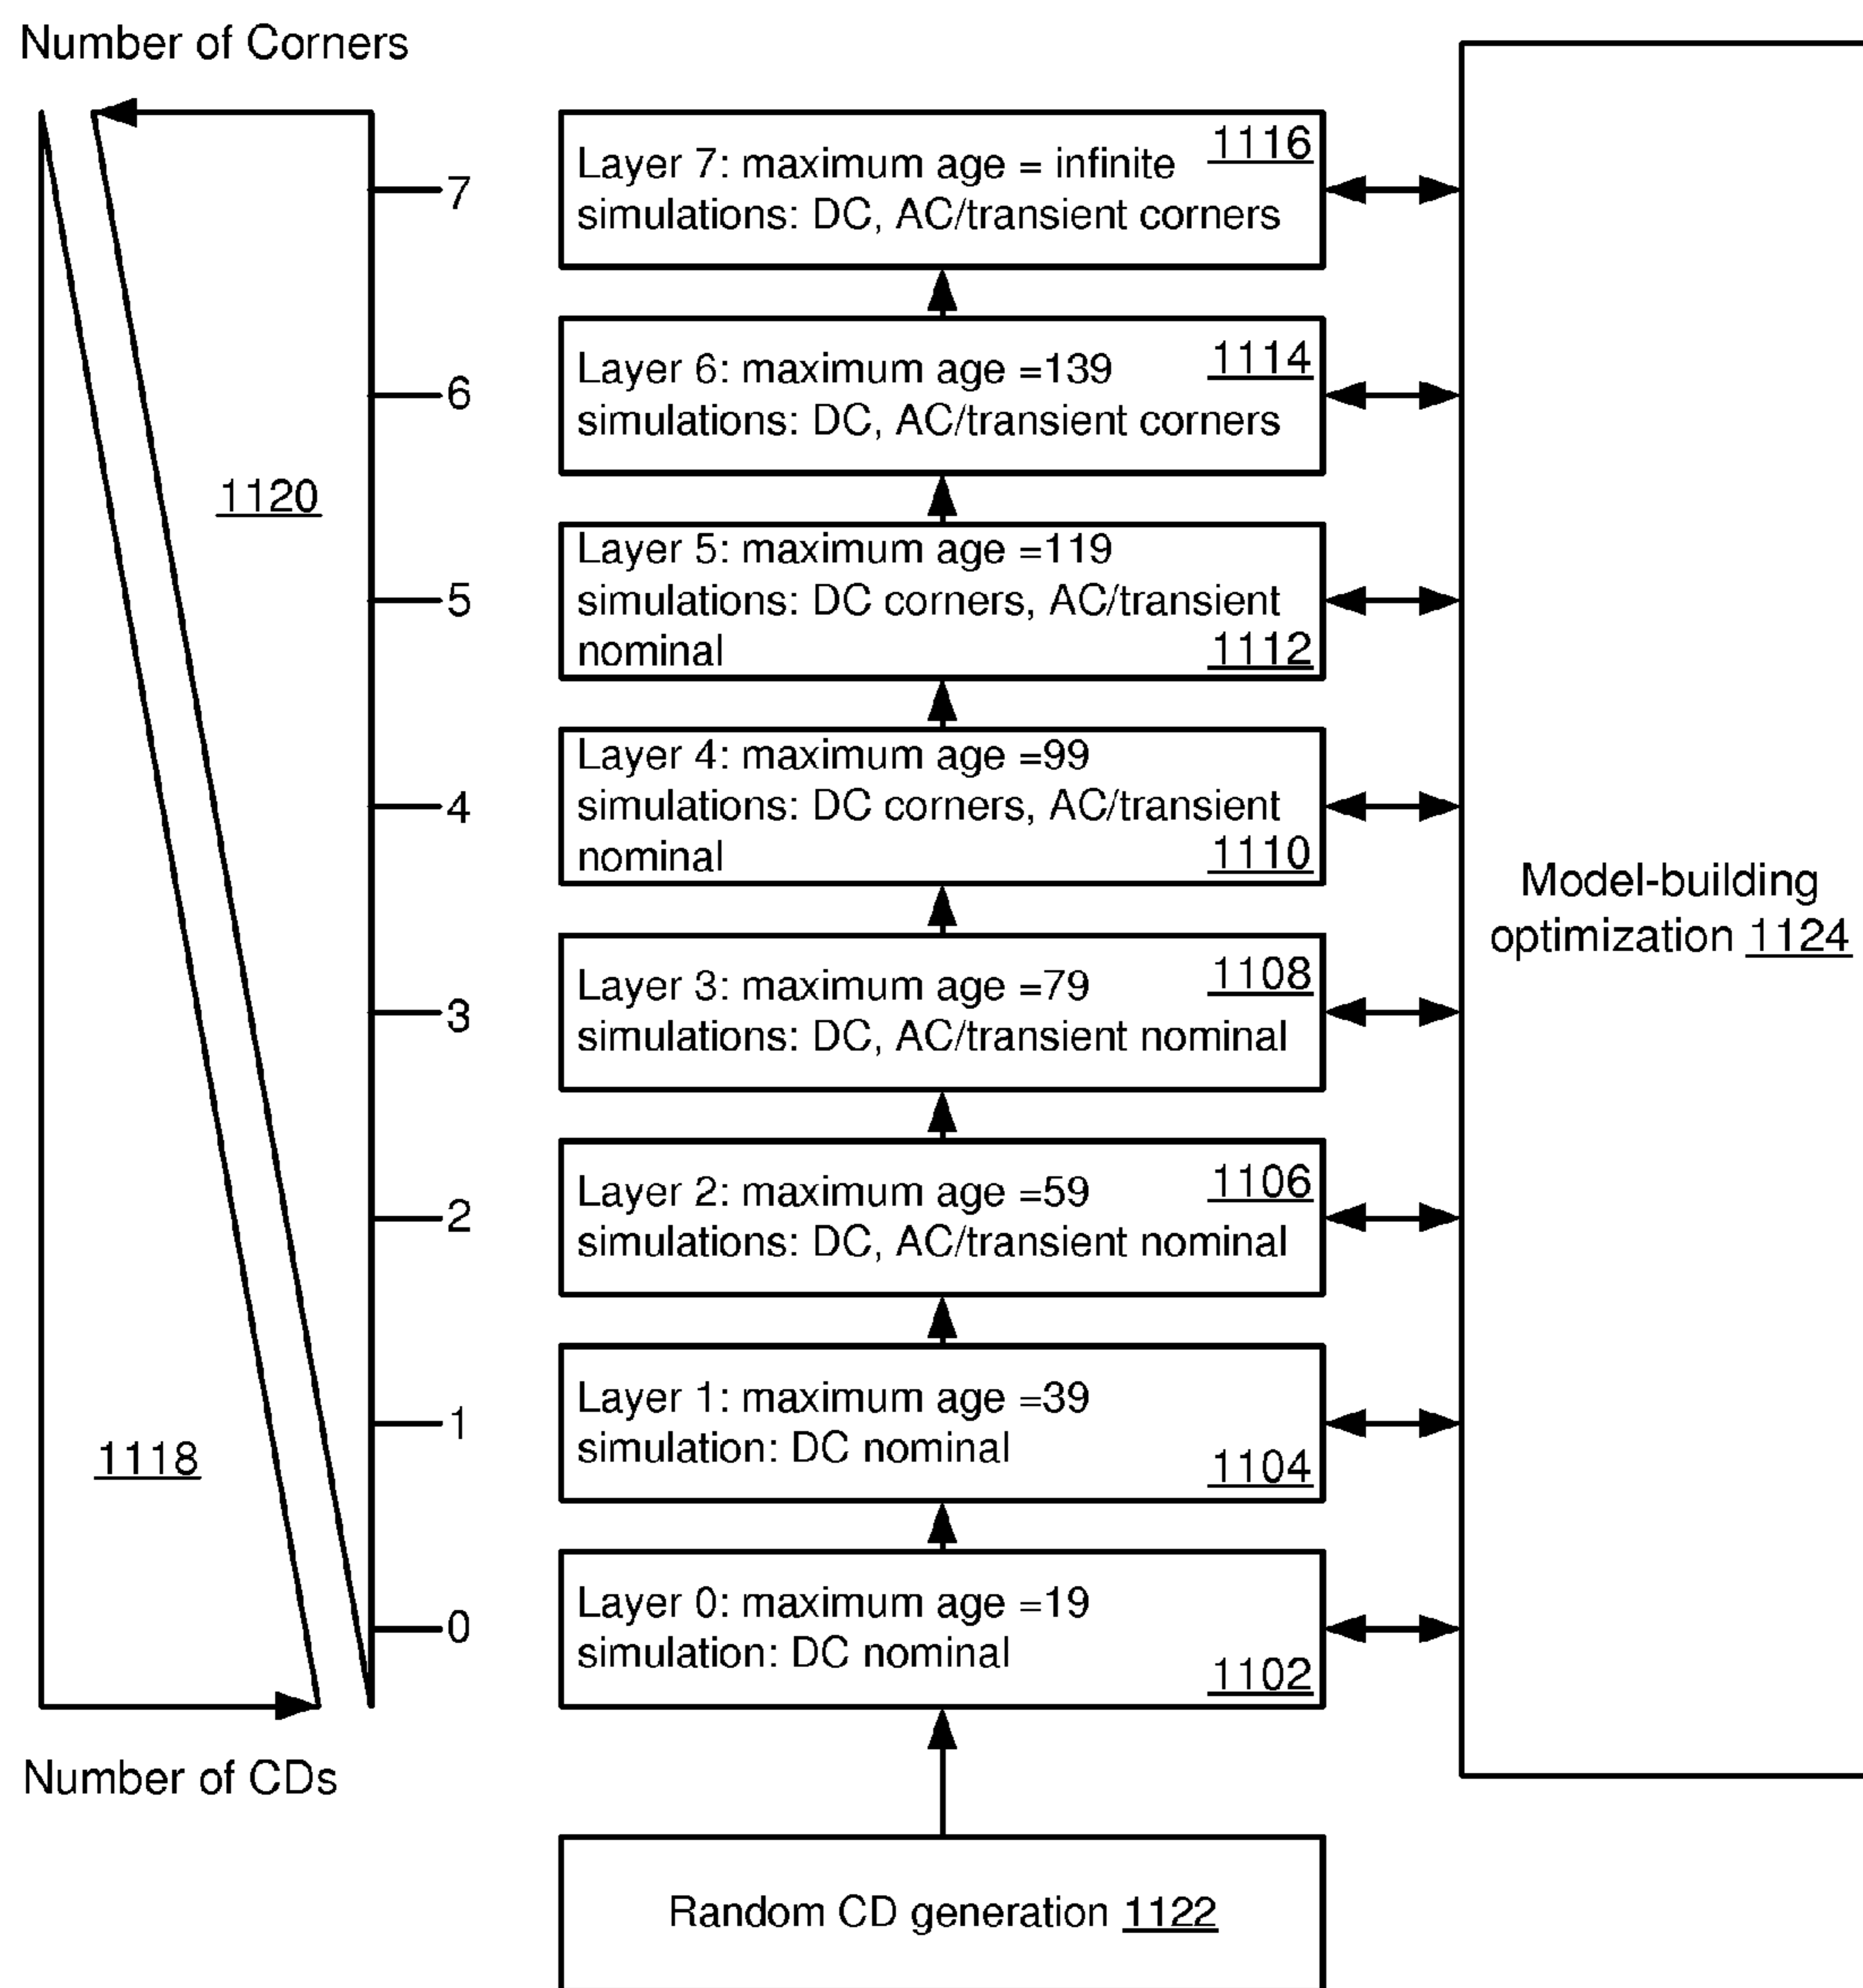 Number of Corners
7
6
5
4
3
2
1
0
1120
1118
Number of CDs
Layer 7: maximum age = infinite 1116
simulations: DC, AC/transient corners
Layer 6: maximum age =139 1114
simulations: DC, AC/transient corners
Layer 5: maximum age =119
simulations: DC corners, AC/transient
nominal 1112
Layer 4: maximum age =99
simulations: DC corners, AC/transient
nominal 1110
Layer 3: maximum age =79 1108
simulations: DC, AC/transient nominal
Layer 2: maximum age =59 1106
simulations: DC, AC/transient nominal
Layer 1: maximum age =39
simulation: DC nominal 1104
Layer 0: maximum age =19
simulation: DC nominal 1102
Random CD generation 1122
Model-building
optimization 1124